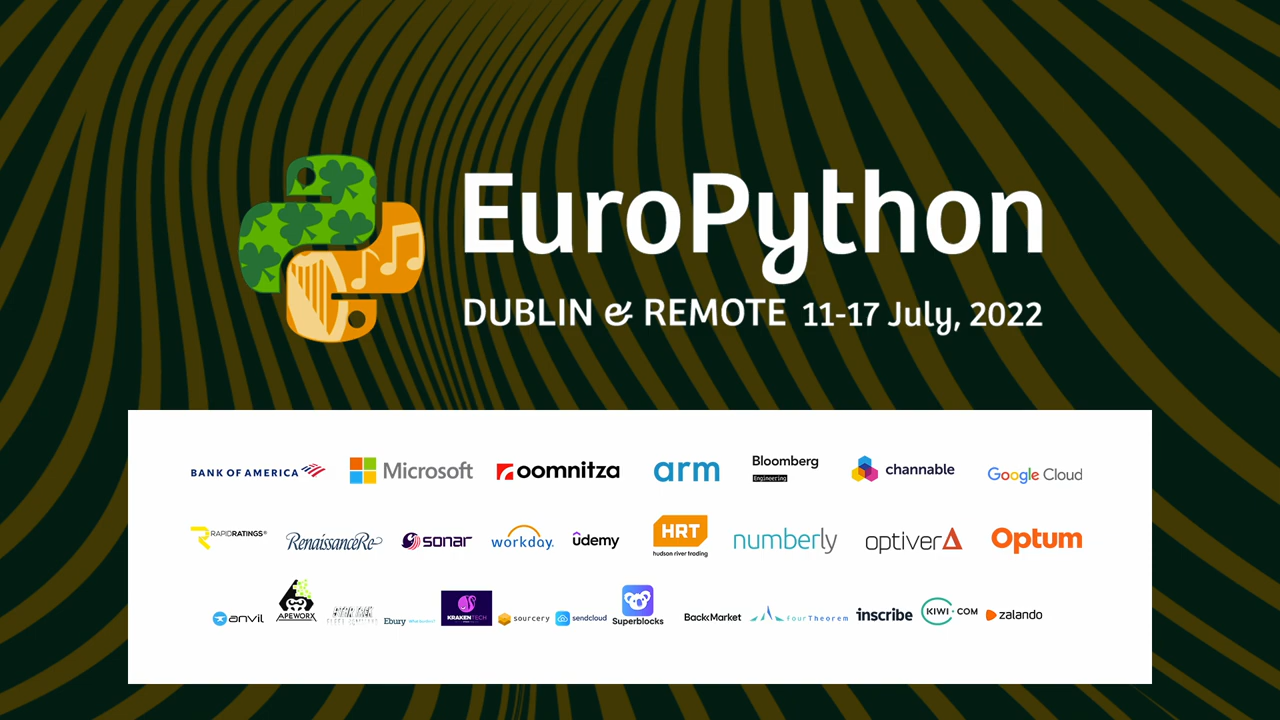 EuroPython
DUBLIN & REMOTE 11-17 July, 2022
BANK OF AMERICA Microsoft oomnitza arm Bloomberg Engineering channable Google Cloud
RAPIDRATINGS® RenaissanceRe sonar workday. udemy HRT hudson river trading numberly optiver Optum
anvil APEWORX Ebury KRAKENTECH sourcery sendcloud Superblocks BackMarket fourTheorem inscribe KIWI.COM zalando